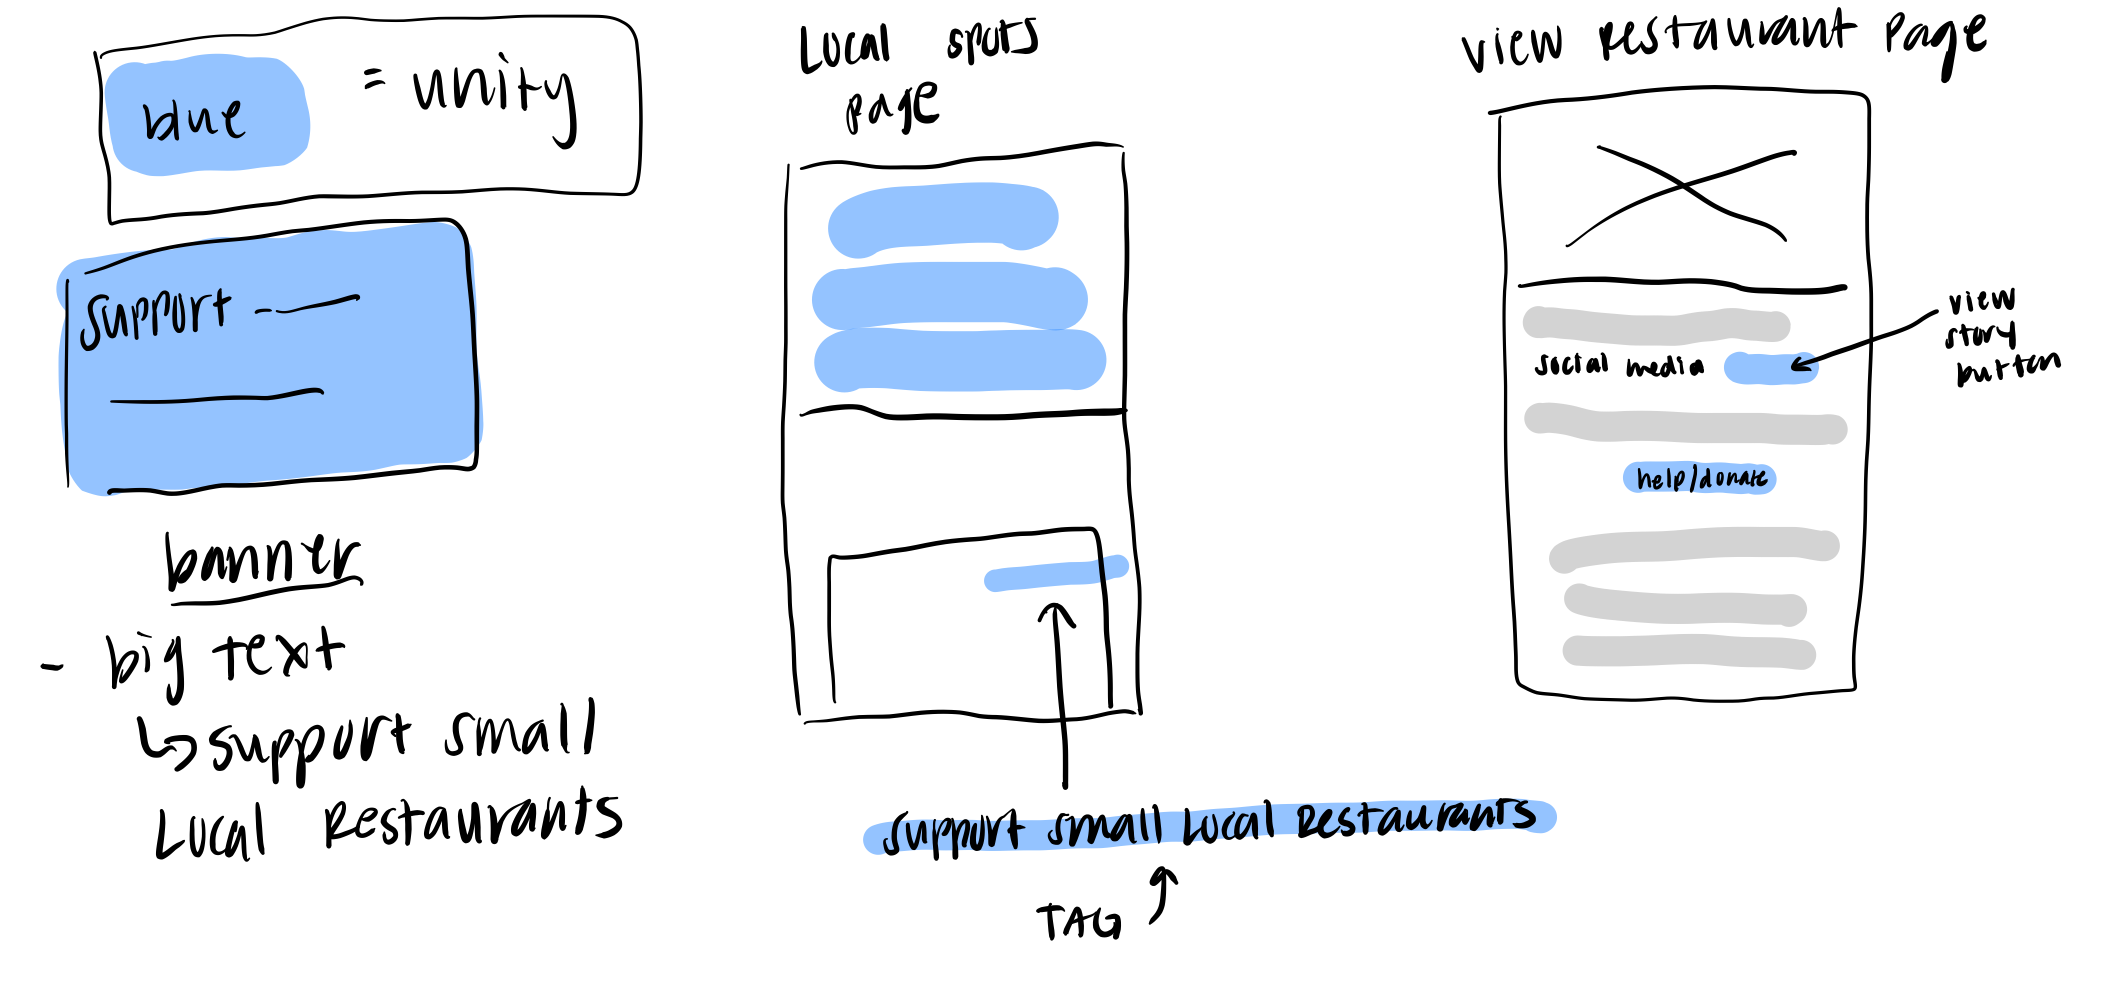 blue = unity
support
banner
- big text
↳ support small
Local Restaurants
Local spots
page
support small Local Restaurants
TAG
view Restaurant Page
social media
view
story
button
help/donate